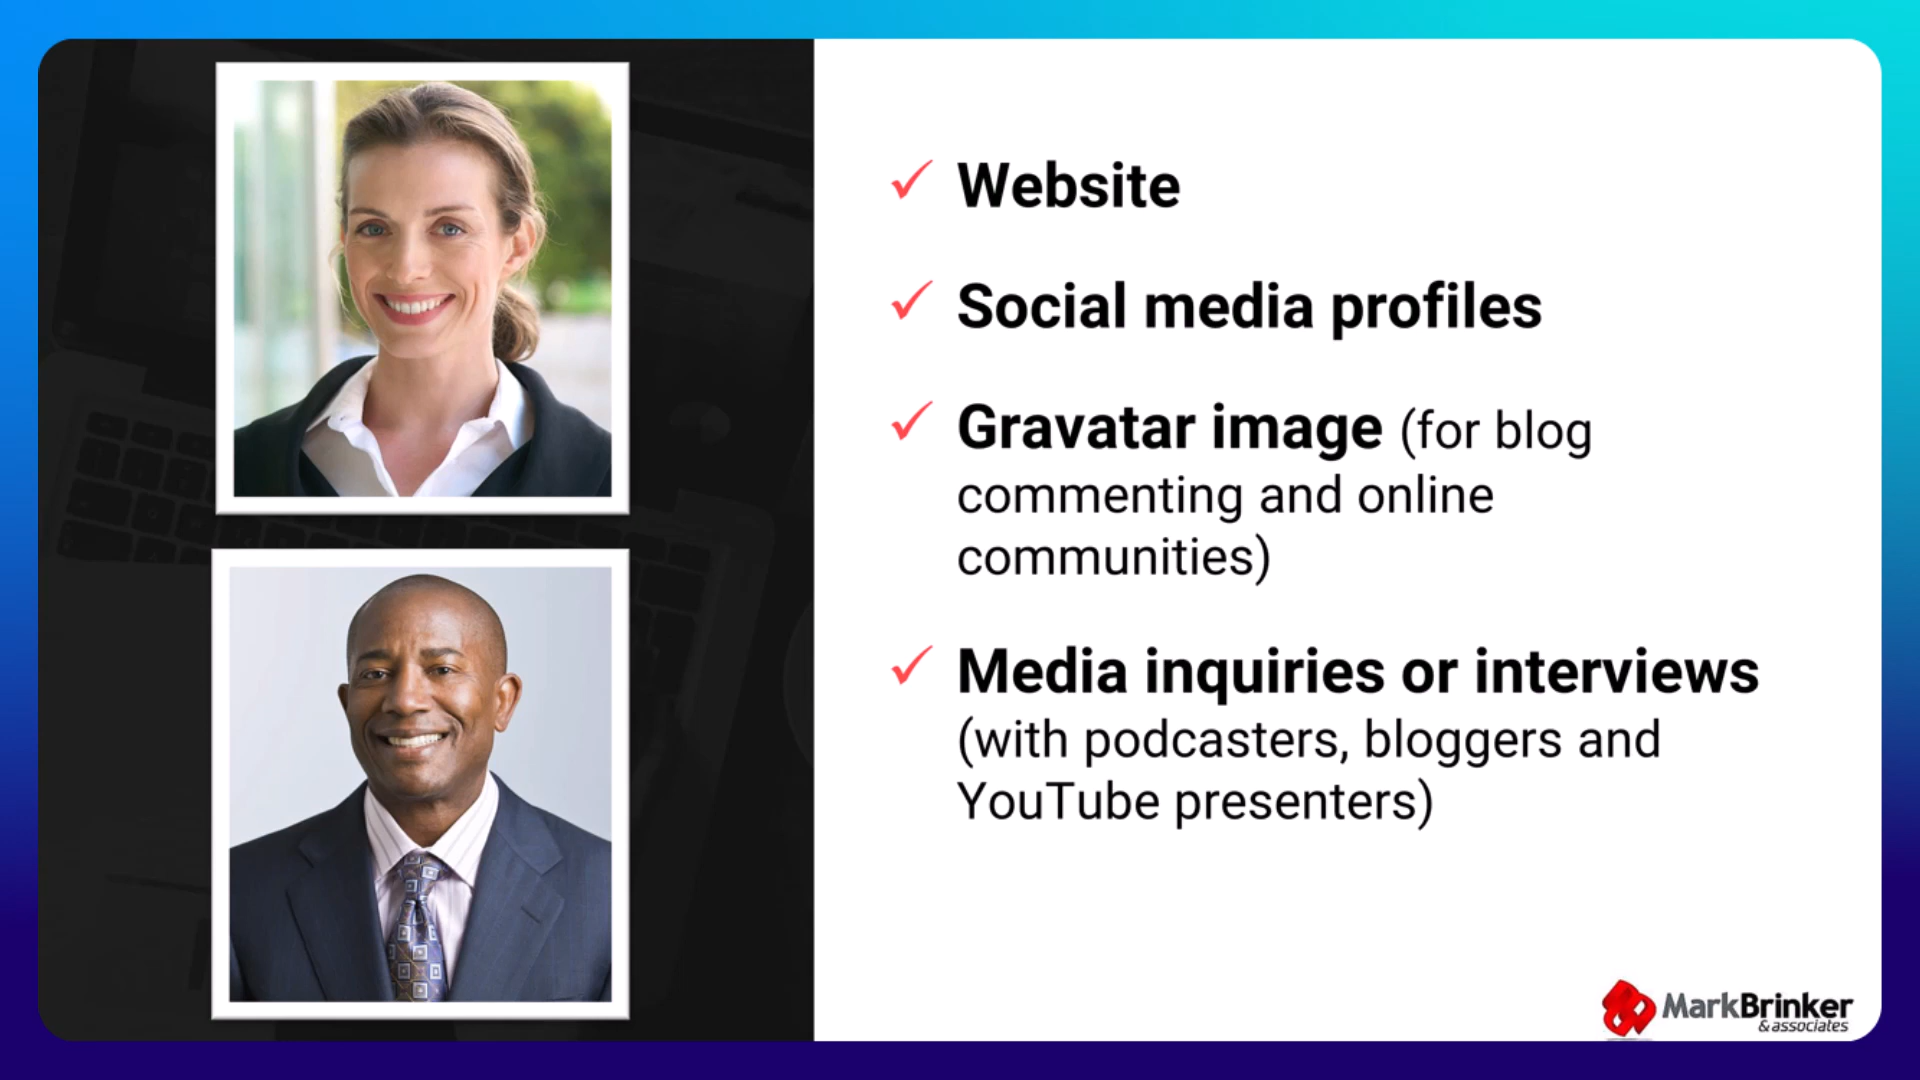 Website
Social media profiles
Gravatar image (for blog
commenting and online
communities)
Media inquiries or interviews
(with podcasters, bloggers and
YouTube presenters)
MarkBrinker
& associates